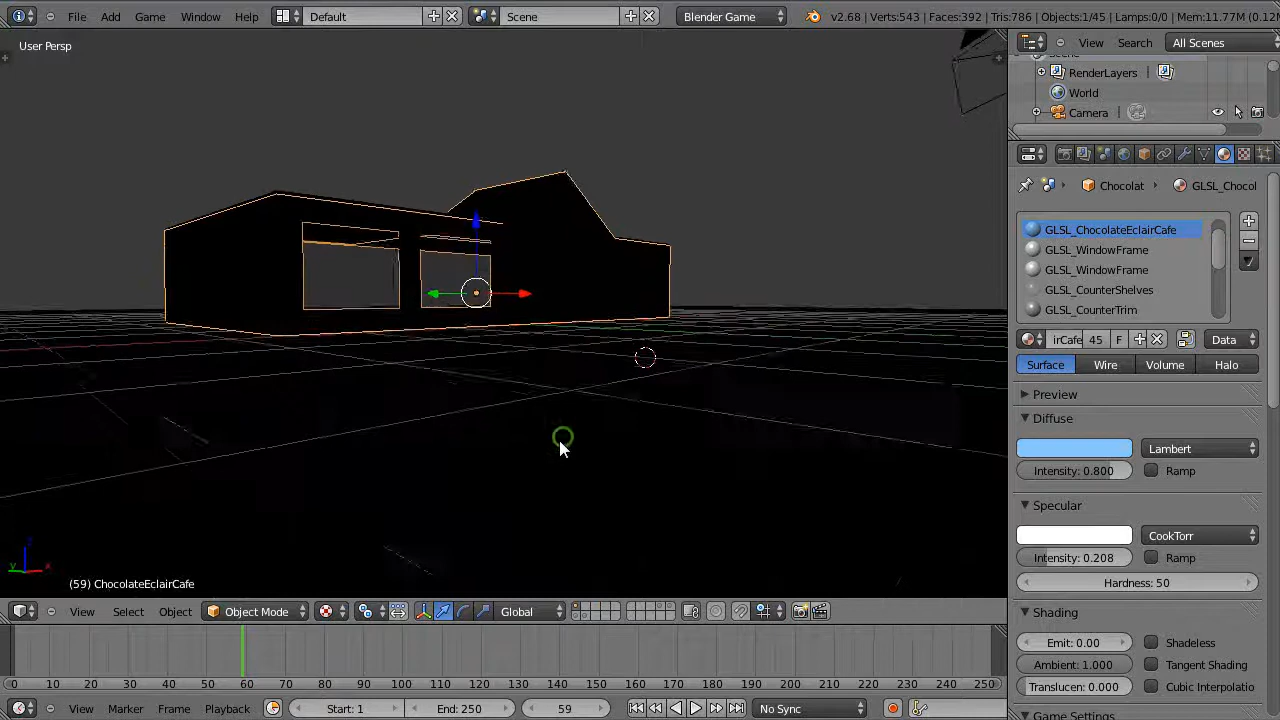 File Add Game Window Help Default Scene Blender Game v2.68 | Verts:543 | Faces:392 | Tris:786 | Objects:1/45 | Lamps:0/0 | Mem:11.77M (0.12
User Persp
View Search All Scenes
RenderLayers |
World
Camera |
Chocolat GLSL_Chocol
GLSL_ChocolateEclairCafe
GLSL_WindowFrame
GLSL_WindowFrame
GLSL_CounterShelves
GLSL_CounterTrim
irCafe 45 F Data
Surface Wire Volume Halo
Preview
Diffuse
Lambert
Intensity: 0.800 Ramp
Specular
CookTorr
Intensity: 0.208 Ramp
Hardness: 50
Shading
Emit: 0.00 Shadeless
Ambient: 1.000 Tangent Shading
Translucen: 0.000 Cubic Interpolatio
Game Settings
z
y x
(59) ChocolateEclairCafe
View Select Object Object Mode Global
0 10 20 30 40 50 60 70 80 90 100 110 120 130 140 150 160 170 180 190 200 210 220 230 240 250
View Marker Frame Playback Start: 1 End: 250 59 No Sync